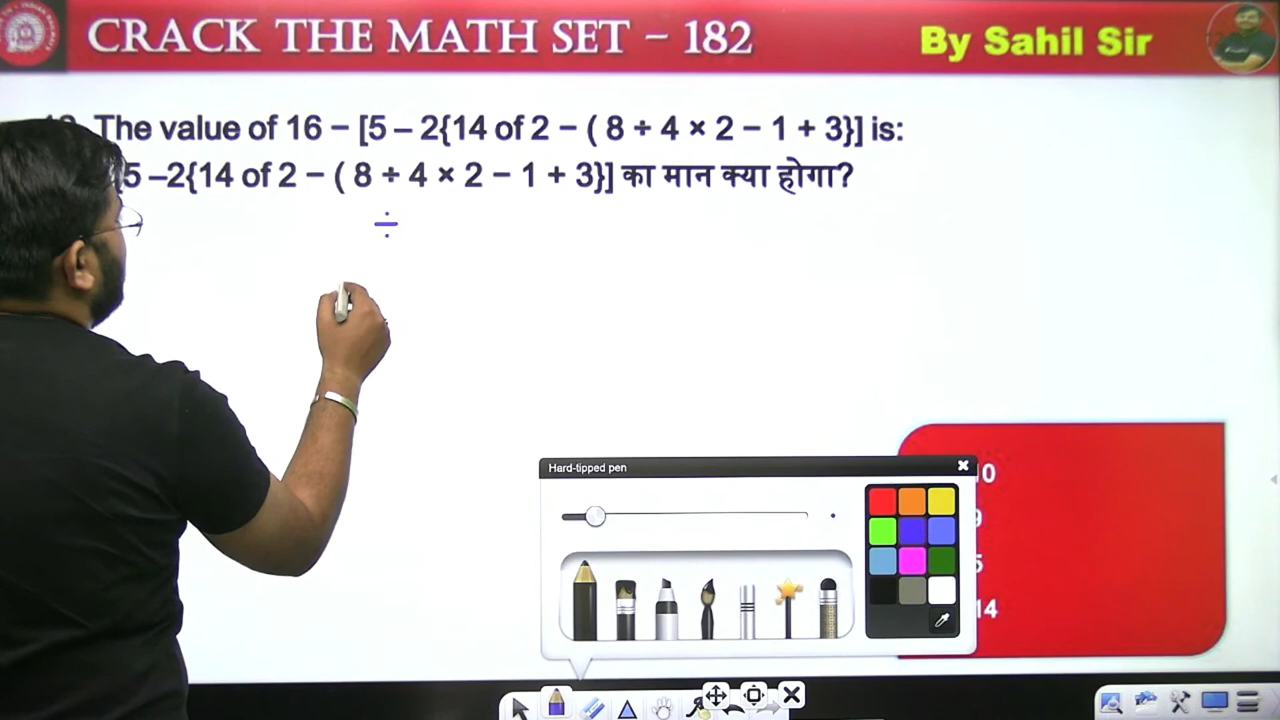 CRACK THE MATH SET – 182
By Sahil Sir
The value of 16 – [5 – 2{14 of 2 – ( 8 ÷ 4 × 2 – 1 + 3}] is:
[5 –2{14 of 2 – ( 8 ÷ 4 × 2 – 1 + 3}] का मान क्या होगा?
÷
Hard-tipped pen
14